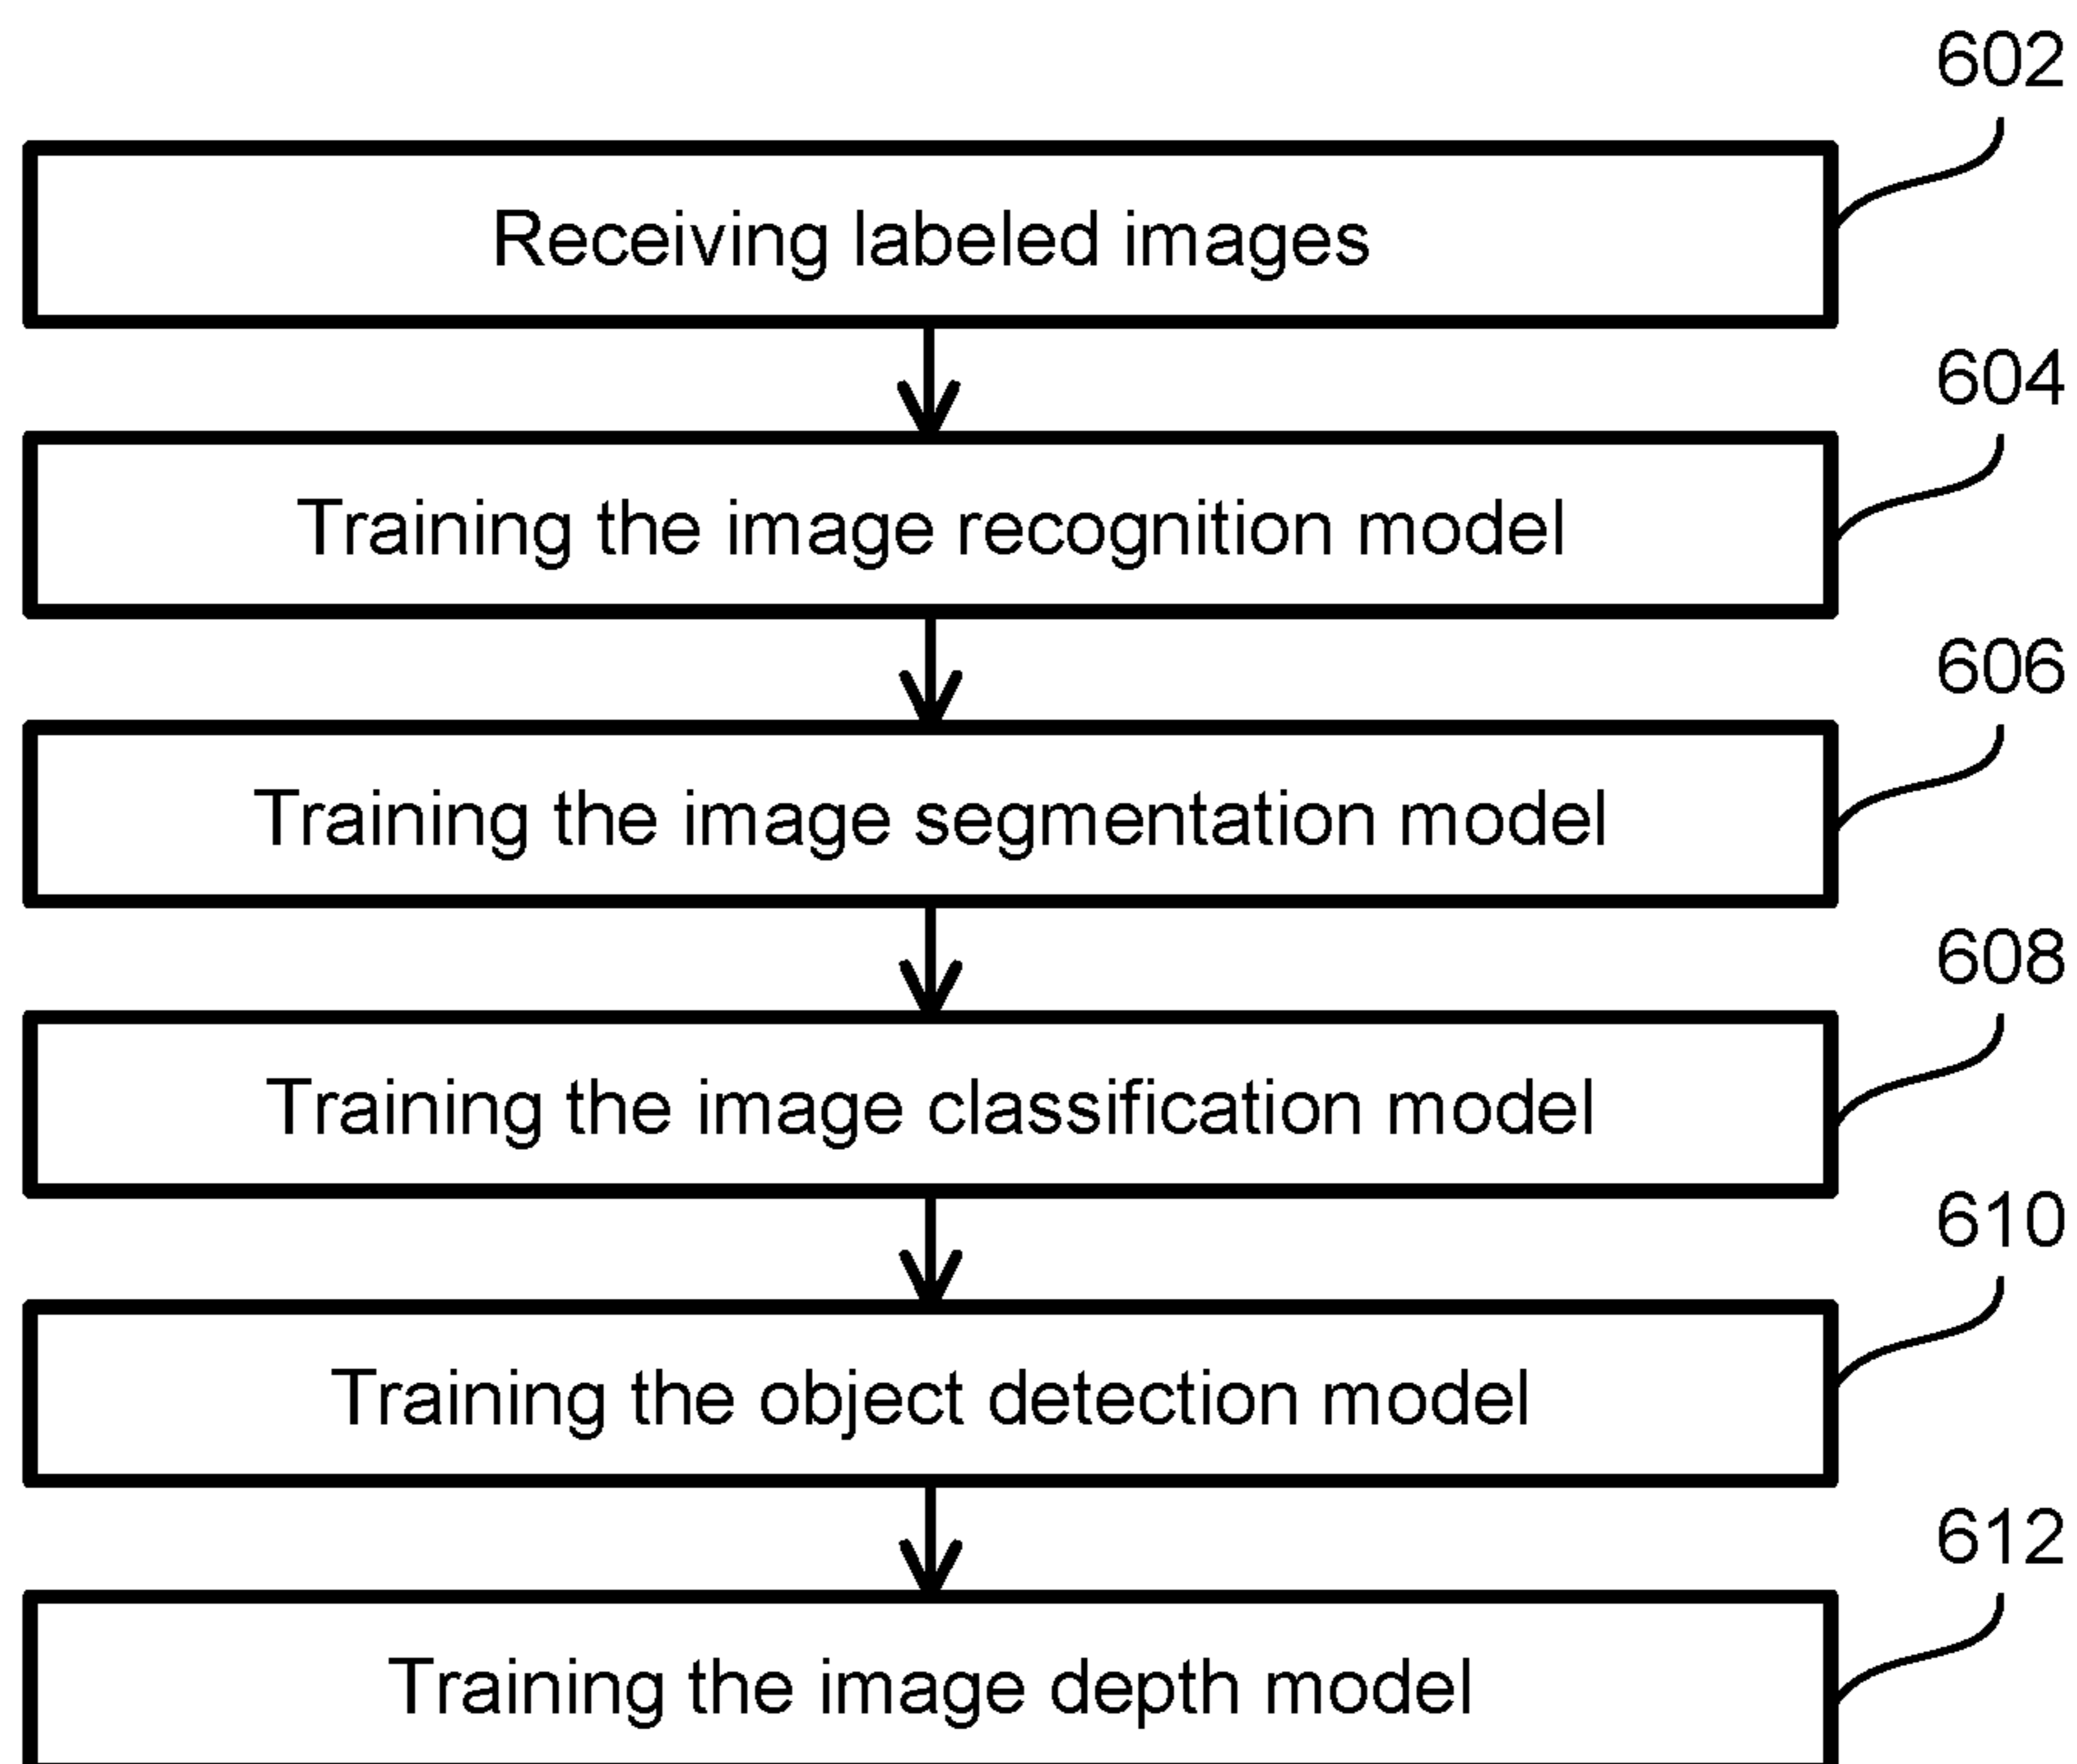 602
Receiving labeled images
604
Training the image recognition model
606
Training the image segmentation model
608
Training the image classification model
610
Training the object detection model
612
Training the image depth model